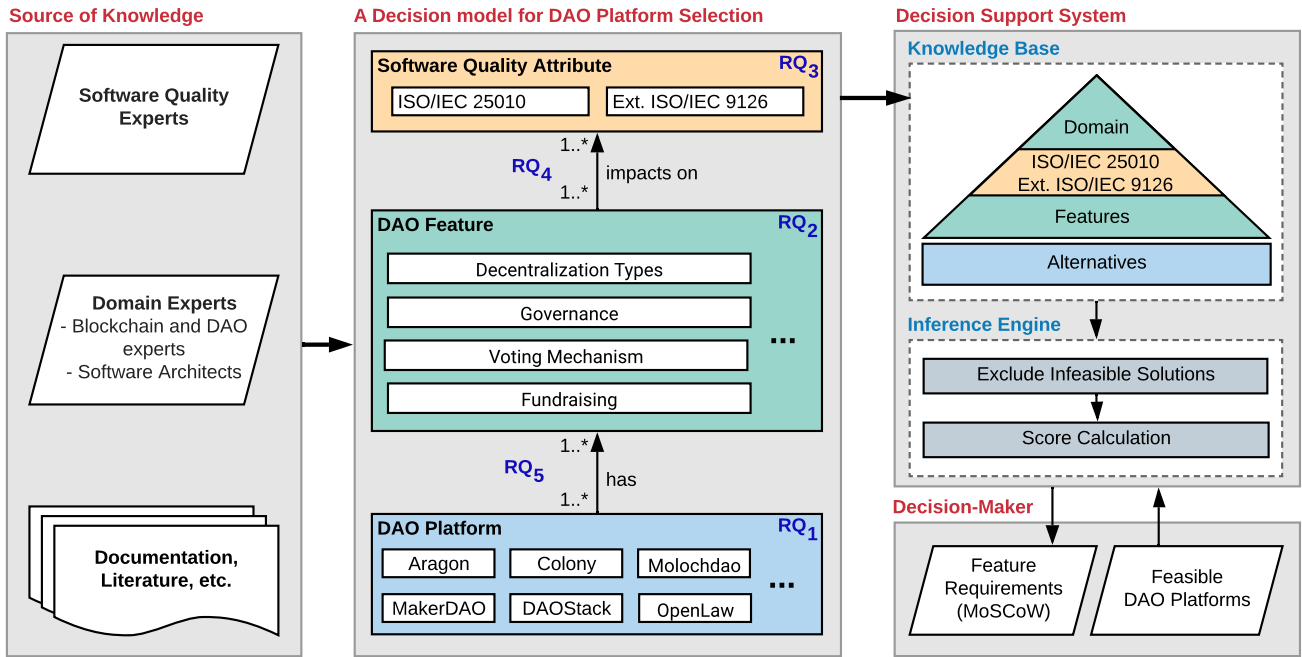 Source of Knowledge
Software Quality
Experts
Domain Experts
- Blockchain and DAO
experts
- Software Architects
Documentation,
Literature, etc.
A Decision model for DAO Platform Selection
Software Quality Attribute
RQ3
ISO/IEC 25010
Ext. ISO/IEC 9126
1..*
RQ4
impacts on
1..*
DAO Feature
RQ2
Decentralization Types
Governance
Voting Mechanism
Fundraising
...
1..*
RQ5
has
1..*
DAO Platform
RQ1
Aragon
Colony
Molochdao
...
MakerDAO
DAOStack
OpenLaw
Decision Support System
Knowledge Base
Domain
ISO/IEC 25010
Ext. ISO/IEC 9126
Features
Alternatives
Inference Engine
Exclude Infeasible Solutions
Score Calculation
Decision-Maker
Feature
Requirements
(MoSCoW)
Feasible
DAO Platforms